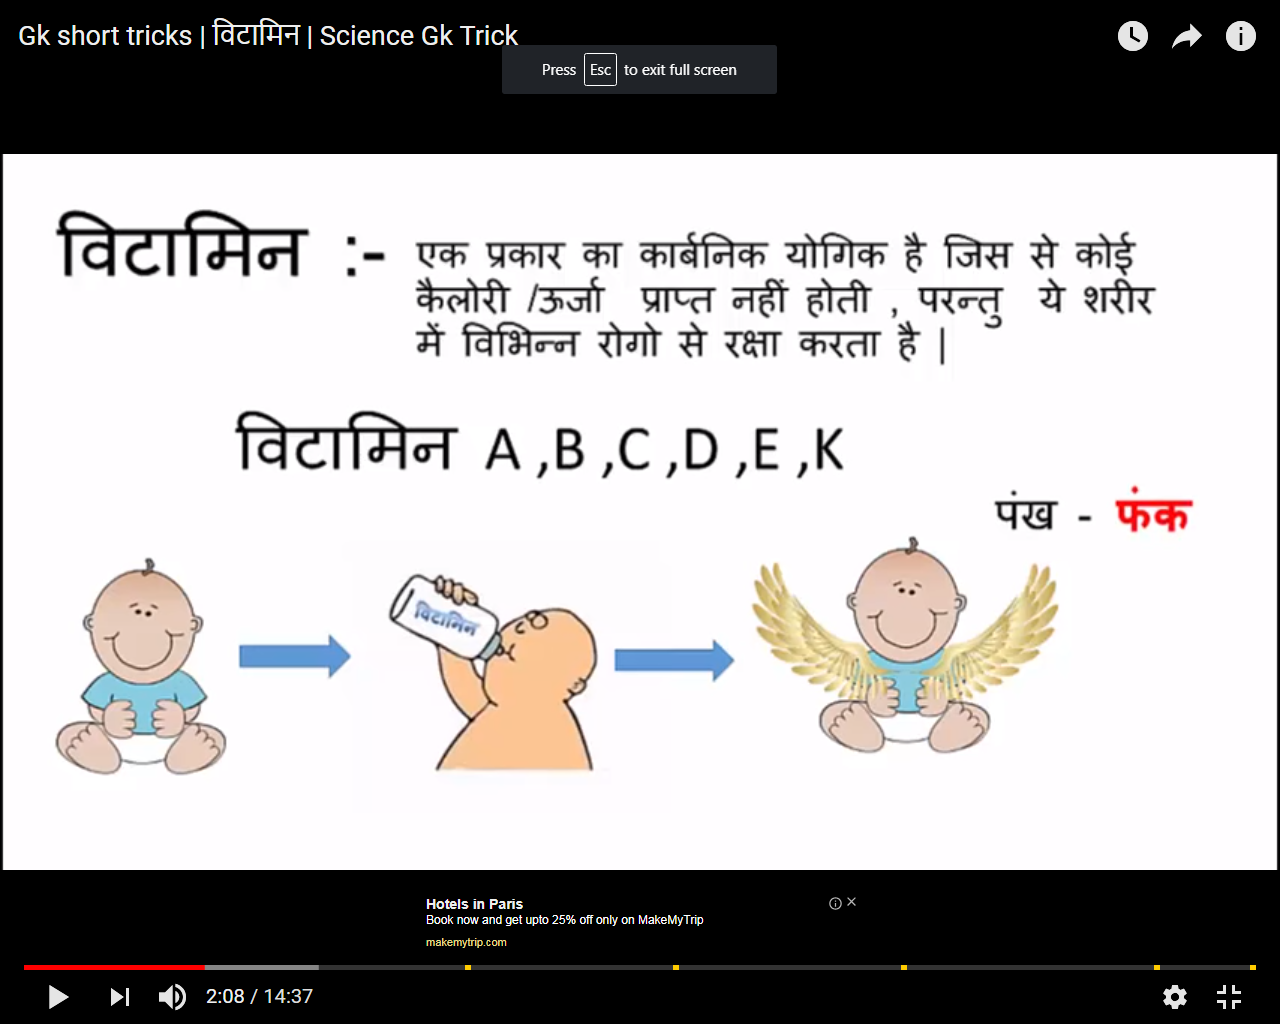 Gk short tricks | विटामिन | Science Gk Trick
Press Esc to exit full screen
विटामिन :- एक प्रकार का कार्बनिक योगिक है जिस से कोई
कैलोरी /ऊर्जा प्राप्त नहीं होती , परन्तु ये शरीर
में विभिन्न रोगो से रक्षा करता है |
विटामिन A ,B ,C ,D ,E ,K
पंख - फंक
विटामिन
Hotels in Paris
Book now and get upto 25% off only on MakeMyTrip
makemytrip.com
2:08 / 14:37